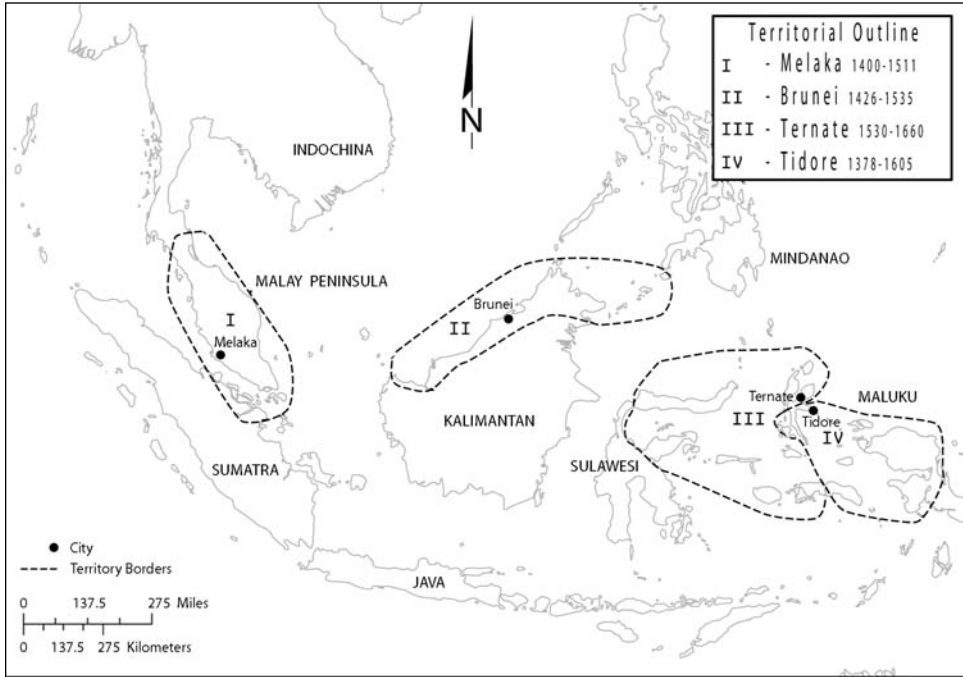 Territorial Outline
I - Melaka 1400-1511
II - Brunei 1426-1535
III - Ternate 1530-1660
IV - Tidore 1378-1605
N
INDOCHINA
MINDANAO
MALAY PENINSULA
Brunei
I
II
Melaka
Ternate
MALUKU
III
Tidore
IV
KALIMANTAN
SULAWESI
SUMATRA
City
Territory Borders
JAVA
0 137.5 275 Miles
0 137.5 275 Kilometers